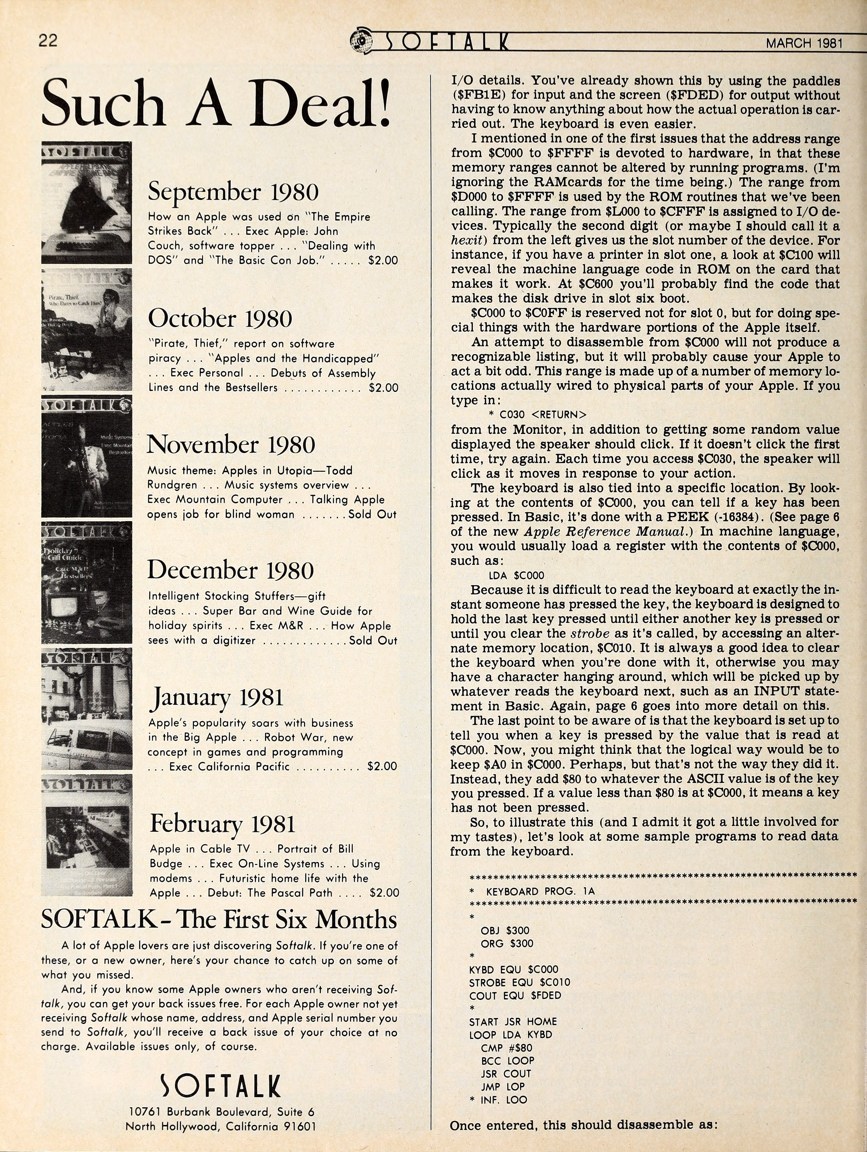 22
SOFTALK
MARCH 1981
Such A Deal!
SOFTALK
September 1980
How an Apple was used on "The Empire
Strikes Back" ... Exec Apple: John
Couch, software topper ... "Dealing with
DOS" and "The Basic Con Job." ..... $2.00
Pirate, Thief
Who Dares to Catch Him?
October 1980
"Pirate, Thief," report on software
piracy ... "Apples and the Handicapped"
... Exec Personal ... Debuts of Assembly
Lines and the Bestsellers ............ $2.00
SOFTALK
November 1980
Music theme: Apples in Utopia—Todd
Rundgren ... Music systems overview ...
Exec Mountain Computer ... Talking Apple
opens job for blind woman ....... Sold Out
SOFTALK
Holiday
Gift Guide
December 1980
Intelligent Stocking Stuffers—gift
ideas ... Super Bar and Wine Guide for
holiday spirits ... Exec M&R ... How Apple
sees with a digitizer ............. Sold Out
SOFTALK
January 1981
Apple's popularity soars with business
in the Big Apple ... Robot War, new
concept in games and programming
... Exec California Pacific .......... $2.00
SOFTALK
February 1981
Apple in Cable TV ... Portrait of Bill
Budge ... Exec On-Line Systems ... Using
modems ... Futuristic home life with the
Apple ... Debut: The Pascal Path .... $2.00
SOFTALK – The First Six Months
A lot of Apple lovers are just discovering Softalk. If you're one of
these, or a new owner, here's your chance to catch up on some of
what you missed.
And, if you know some Apple owners who aren't receiving Sof-
talk, you can get your back issues free. For each Apple owner not yet
receiving Softalk whose name, address, and Apple serial number you
send to Softalk, you'll receive a back issue of your choice at no
charge. Available issues only, of course.
SOFTALK
10761 Burbank Boulevard, Suite 6
North Hollywood, California 91601
I/O details. You've already shown this by using the paddles
($FB1E) for input and the screen ($FDED) for output without
having to know anything about how the actual operation is car-
ried out. The keyboard is even easier.
I mentioned in one of the first issues that the address range
from $C000 to $FFFF is devoted to hardware, in that these
memory ranges cannot be altered by running programs. (I'm
ignoring the RAMcards for the time being.) The range from
$D000 to $FFFF is used by the ROM routines that we've been
calling. The range from $L000 to $CFFF is assigned to I/O de-
vices. Typically the second digit (or maybe I should call it a
hexit) from the left gives us the slot number of the device. For
instance, if you have a printer in slot one, a look at $C100 will
reveal the machine language code in ROM on the card that
makes it work. At $C600 you'll probably find the code that
makes the disk drive in slot six boot.
$C000 to $C0FF is reserved not for slot 0, but for doing spe-
cial things with the hardware portions of the Apple itself.
An attempt to disassemble from $C000 will not produce a
recognizable listing, but it will probably cause your Apple to
act a bit odd. This range is made up of a number of memory lo-
cations actually wired to physical parts of your Apple. If you
type in:
* C030 <RETURN>
from the Monitor, in addition to getting some random value
displayed the speaker should click. If it doesn't click the first
time, try again. Each time you access $C030, the speaker will
click as it moves in response to your action.
The keyboard is also tied into a specific location. By look-
ing at the contents of $C000, you can tell if a key has been
pressed. In Basic, it's done with a PEEK (-16384). (See page 6
of the new Apple Reference Manual.) In machine language,
you would usually load a register with the contents of $C000,
such as:
LDA $C000
Because it is difficult to read the keyboard at exactly the in-
stant someone has pressed the key, the keyboard is designed to
hold the last key pressed until either another key is pressed or
until you clear the strobe as it's called, by accessing an alter-
nate memory location, $C010. It is always a good idea to clear
the keyboard when you're done with it, otherwise you may
have a character hanging around, which will be picked up by
whatever reads the keyboard next, such as an INPUT state-
ment in Basic. Again, page 6 goes into more detail on this.
The last point to be aware of is that the keyboard is set up to
tell you when a key is pressed by the value that is read at
$C000. Now, you might think that the logical way would be to
keep $A0 in $C000. Perhaps, but that's not the way they did it.
Instead, they add $80 to whatever the ASCII value is of the key
you pressed. If a value less than $80 is at $C000, it means a key
has not been pressed.
So, to illustrate this (and I admit it got a little involved for
my tastes), let's look at some sample programs to read data
from the keyboard.
************************************************************
* KEYBOARD PROG. 1A
************************************************************
*
OBJ $300
ORG $300
*
KYBD EQU $C000
STROBE EQU $C010
COUT EQU $FDED
*
START JSR HOME
LOOP LDA KYBD
CMP #$80
BCC LOOP
JSR COUT
JMP LOP
* INF. LOO
Once entered, this should disassemble as: